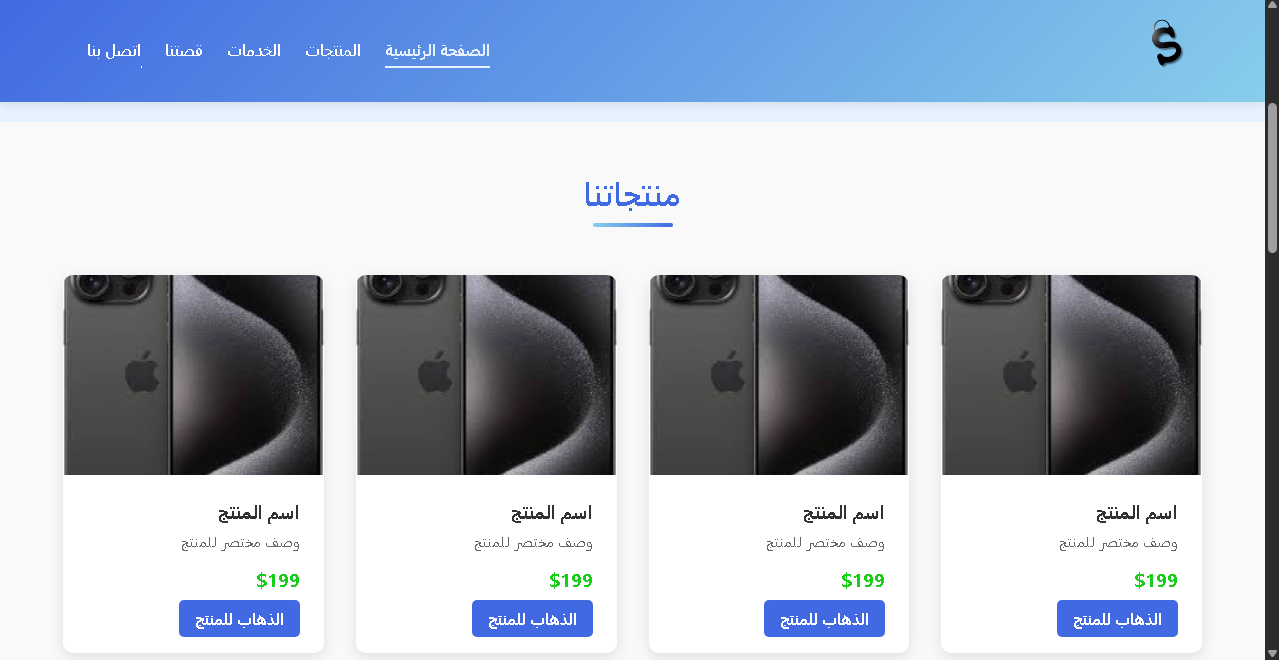 S
الصفحة الرئيسية المنتجات الخدمات قصتنا اتصل بنا
منتجاتنا
اسم المنتج
وصف مختصر للمنتج
$199
الذهاب للمنتج
اسم المنتج
وصف مختصر للمنتج
$199
الذهاب للمنتج
اسم المنتج
وصف مختصر للمنتج
$199
الذهاب للمنتج
اسم المنتج
وصف مختصر للمنتج
$199
الذهاب للمنتج